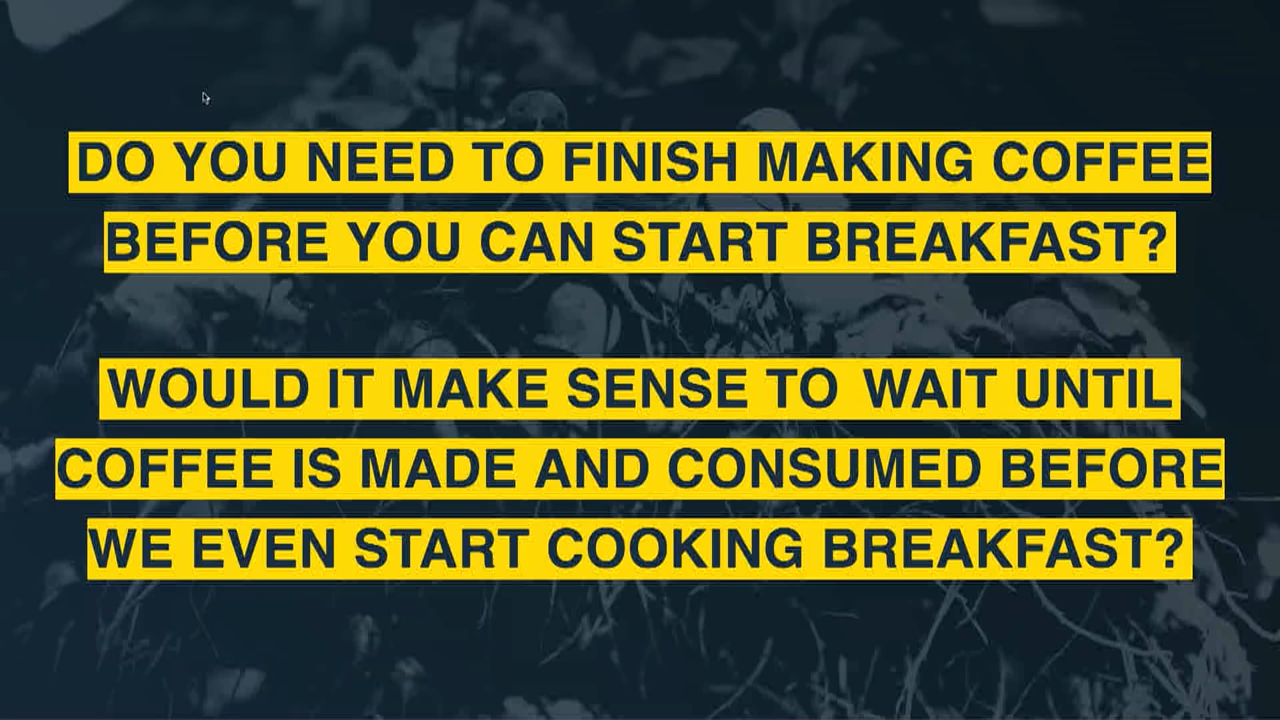 DO YOU NEED TO FINISH MAKING COFFEE
BEFORE YOU CAN START BREAKFAST?
WOULD IT MAKE SENSE TO WAIT UNTIL
COFFEE IS MADE AND CONSUMED BEFORE
WE EVEN START COOKING BREAKFAST?